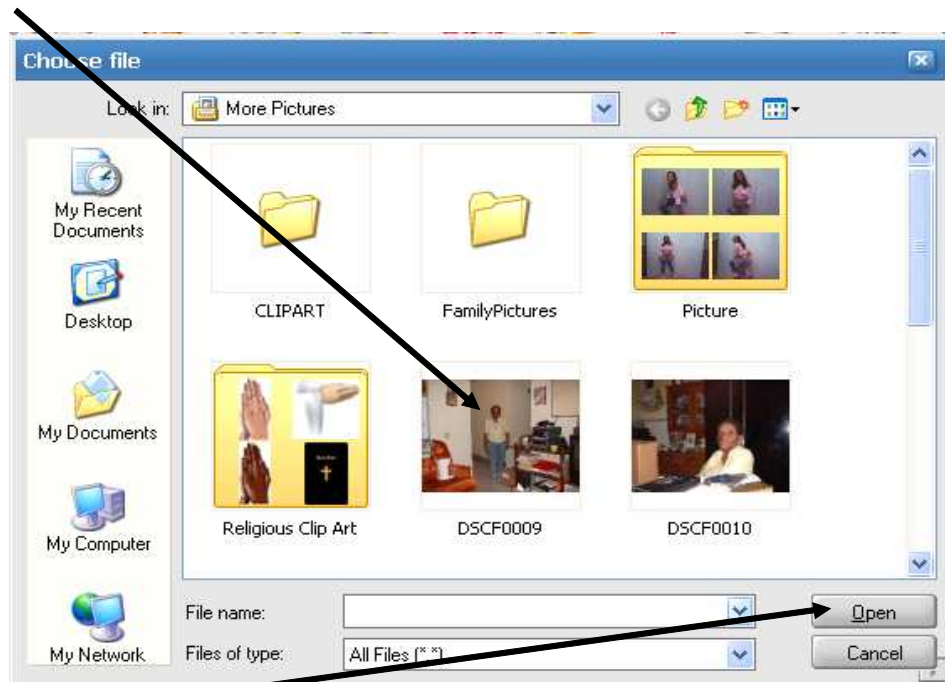 Choose file
Look in: More Pictures
My Recent
Documents
Desktop
My Documents
My Computer
My Network
CLIPART
FamilyPictures
Picture
Religious Clip Art
DSCF0009
DSCF0010
File name:
Open
Files of type: All Files (*.*)
Cancel